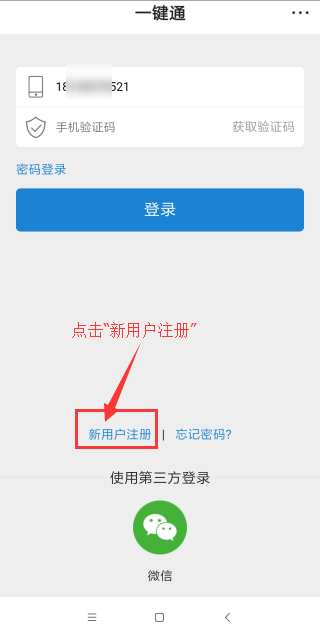 一键通
18 521
手机验证码 获取验证码
密码登录
登录
点击“新用户注册”
新用户注册 | 忘记密码?
使用第三方登录
微信